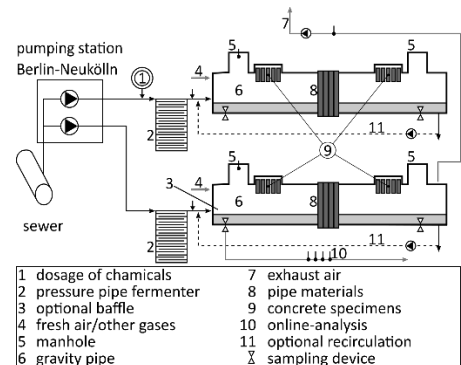 pumping station
Berlin-Neukölln
sewer
1
2
4
5
6
8
7
5
11
9
3
2
4
5
6
8
5
11
10
1 dosage of chamicals
2 pressure pipe fermenter
3 optional baffle
4 fresh air/other gases
5 manhole
6 gravity pipe
7 exhaust air
8 pipe materials
9 concrete specimens
10 online-analysis
11 optional recirculation
sampling device